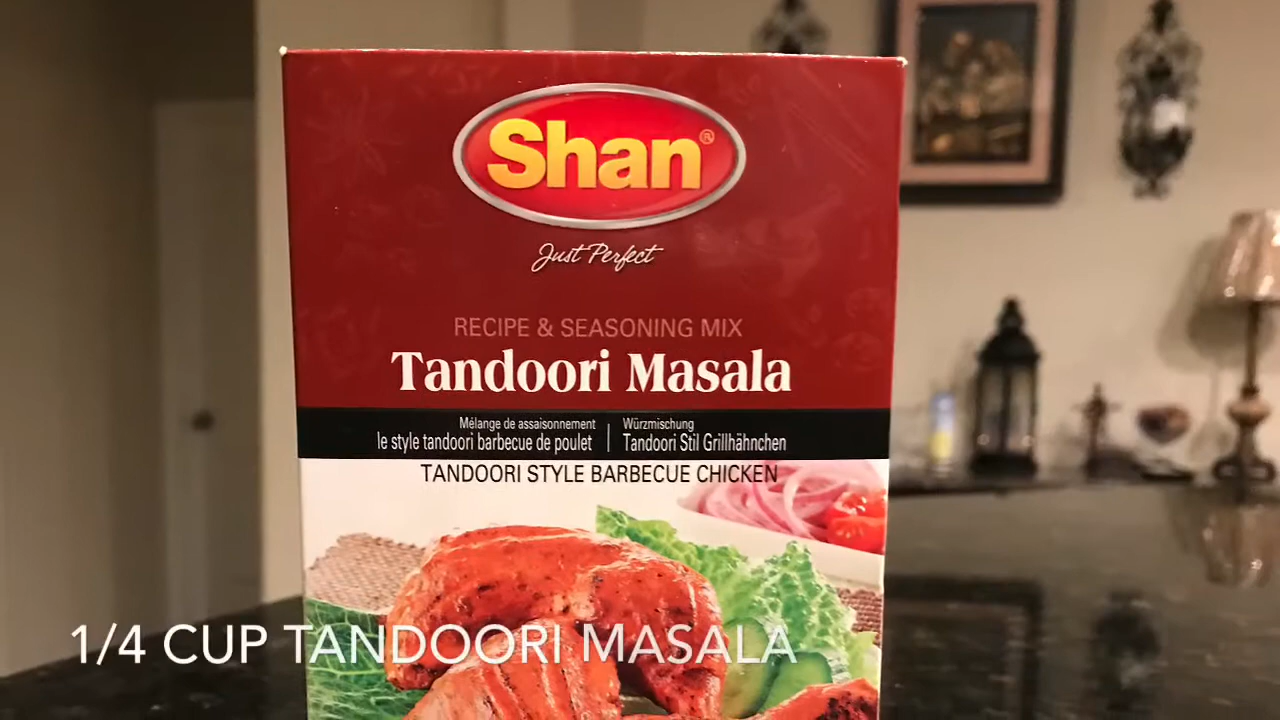 Shan®
Just Perfect
RECIPE & SEASONING MIX
Tandoori Masala
Mélange de assaisonnement
le style tandoori barbecue de poulet
Würzmischung
Tandoori Stil Grillhähnchen
TANDOORI STYLE BARBECUE CHICKEN
1/4 CUP TANDOORI MASALA